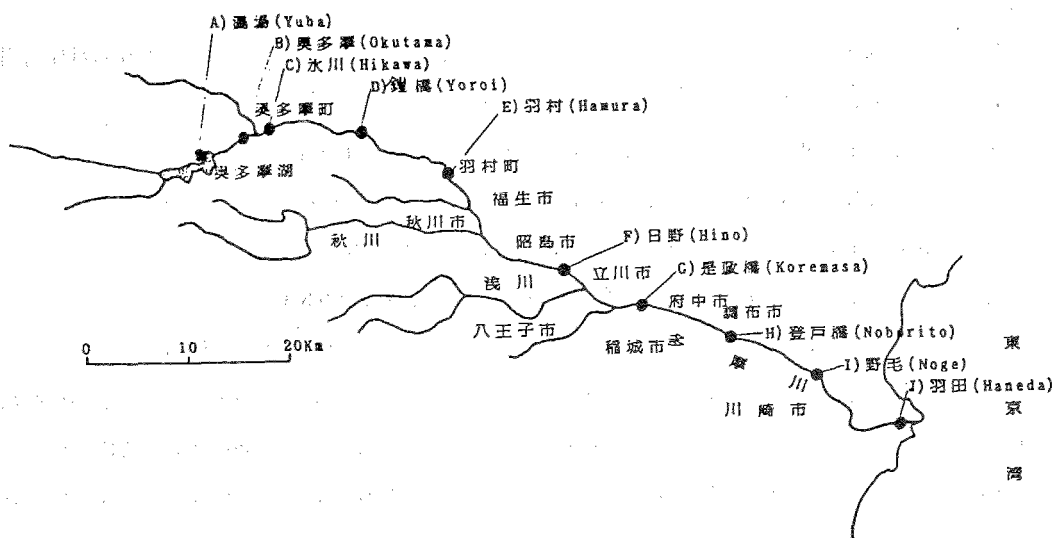 A) 湯場 (Yuba)
B) 奥多摩 (Okutama)
C) 氷川 (Hikawa)
D) 鎧橋 (Yoroi)
E) 羽村 (Hamura)
奥多摩町
奥多摩湖
羽村町
福生市
秋川市
秋川
昭島市
F) 日野 (Hino)
立川市
浅川
G) 是政橋 (Koremasa)
府中市
調布市
八王子市
稲城市
H) 登戸橋 (Noborito)
多摩川
I) 野毛 (Noge)
川崎市
J) 羽田 (Haneda)
東京湾
0 10 20Km